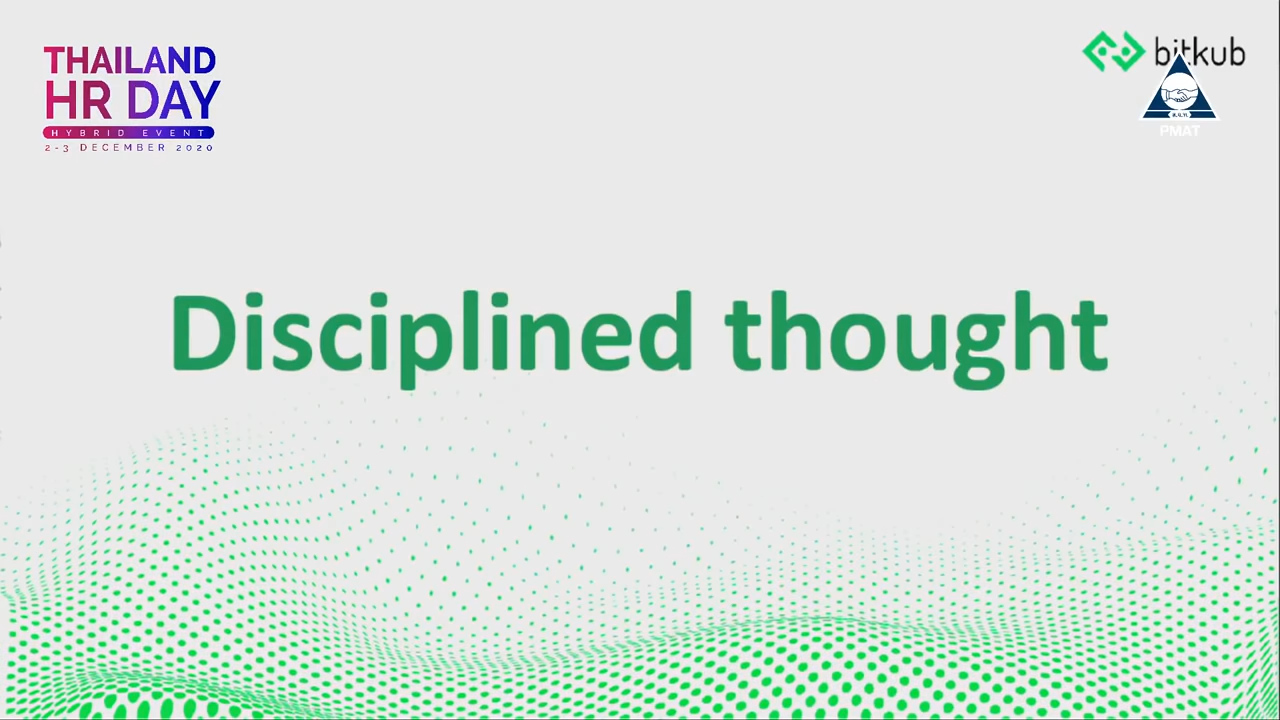 THAILAND
HR DAY
HYBRID EVENT
2-3 DECEMBER 2020
bitkub
PMAT
Disciplined thought